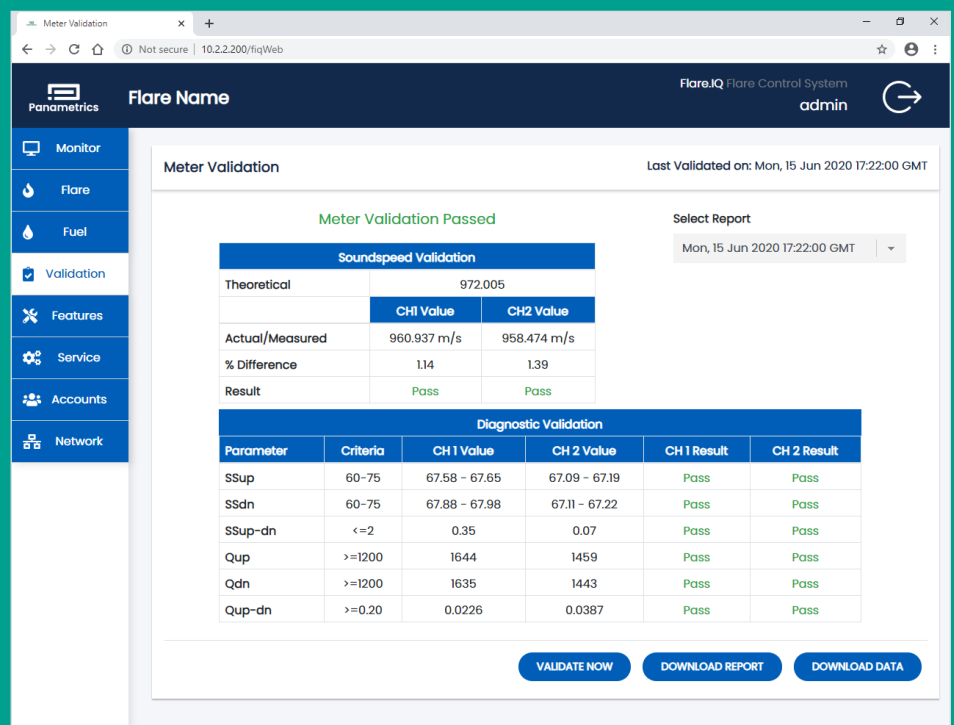 Meter Validation
Not secure | 10.2.2.200/fiqWeb
Panametrics
Flare Name
Flare.IQ Flare Control System
admin
Monitor
Flare
Fuel
Validation
Features
Service
Accounts
Network
Meter Validation
Last Validated on: Mon, 15 Jun 2020 17:22:00 GMT
Meter Validation Passed
Select Report
Mon, 15 Jun 2020 17:22:00 GMT
Soundspeed Validation
Theoretical 972.005
CH1 Value CH2 Value
Actual/Measured 960.937 m/s 958.474 m/s
% Difference 1.14 1.39
Result Pass Pass
Diagnostic Validation
Parameter Criteria CH 1 Value CH 2 Value CH 1 Result CH 2 Result
SSup 60-75 67.58 - 67.65 67.09 - 67.19 Pass Pass
SSdn 60-75 67.88 - 67.98 67.11 - 67.22 Pass Pass
SSup-dn <=2 0.35 0.07 Pass Pass
Qup >=1200 1644 1459 Pass Pass
Qdn >=1200 1635 1443 Pass Pass
Qup-dn >=0.20 0.0226 0.0387 Pass Pass
VALIDATE NOW DOWNLOAD REPORT DOWNLOAD DATA